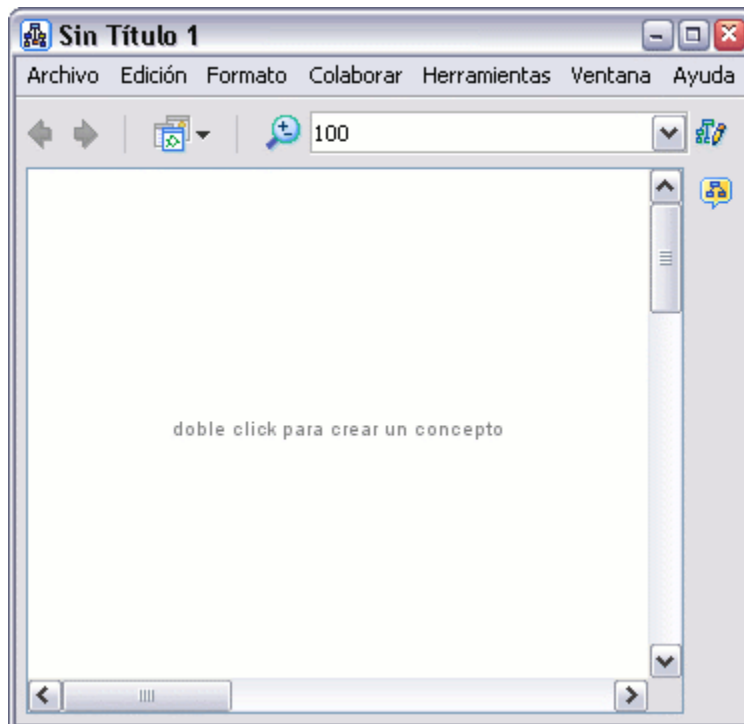 Sin Título 1
Archivo Edición Formato Colaborar Herramientas Ventana Ayuda
100
doble click para crear un concepto